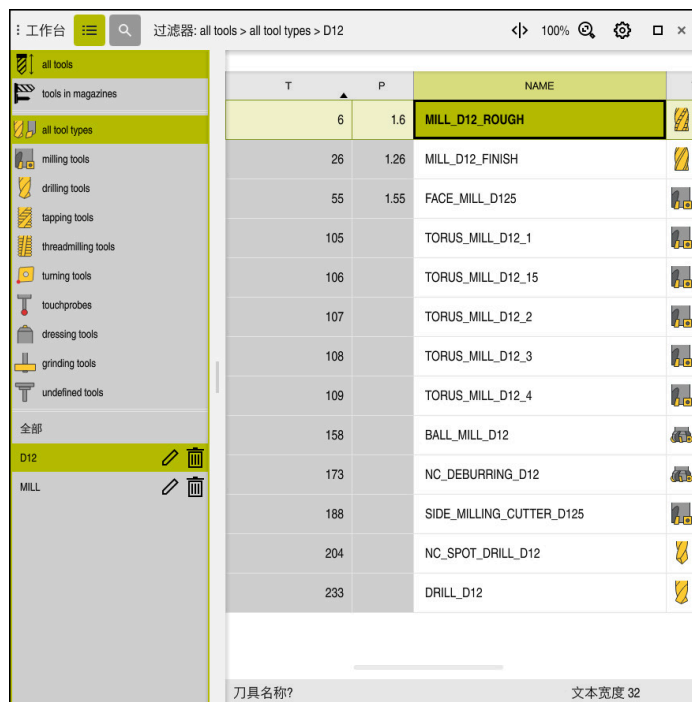 工作台
过滤器: all tools > all tool types > D12
100%
all tools
tools in magazines
all tool types
milling tools
drilling tools
tapping tools
threadmilling tools
turning tools
touchprobes
dressing tools
grinding tools
undefined tools
全部
D12
MILL
T P NAME
6 1.6 MILL_D12_ROUGH
26 1.26 MILL_D12_FINISH
55 1.55 FACE_MILL_D125
105 TORUS_MILL_D12_1
106 TORUS_MILL_D12_15
107 TORUS_MILL_D12_2
108 TORUS_MILL_D12_3
109 TORUS_MILL_D12_4
158 BALL_MILL_D12
173 NC_DEBURRING_D12
188 SIDE_MILLING_CUTTER_D125
204 NC_SPOT_DRILL_D12
233 DRILL_D12
刀具名称? 文本宽度 32